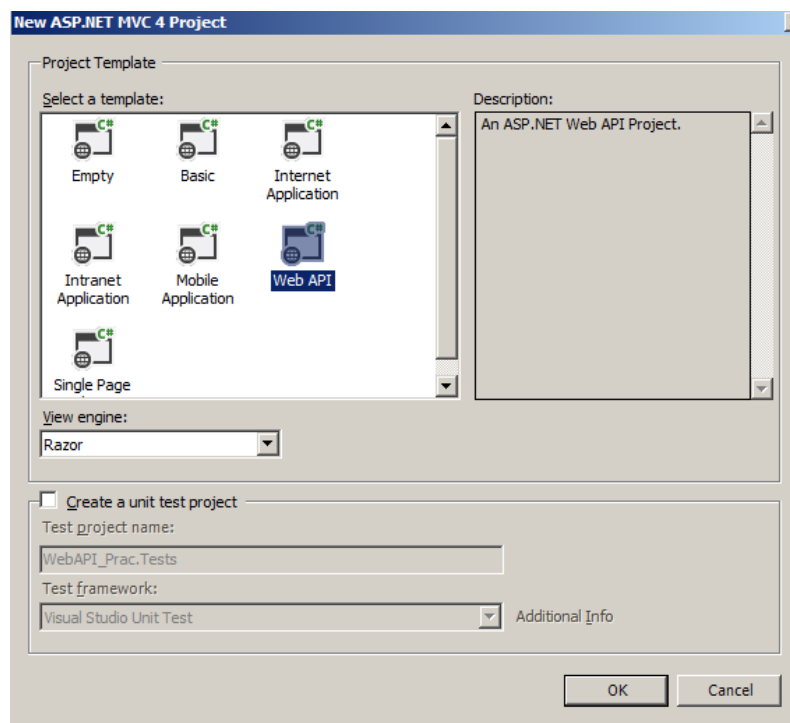 New ASP.NET MVC 4 Project
Project Template
Select a template:
Description:
C# C# C#
An ASP.NET Web API Project.
Empty Basic Internet
Application
C# C# C#
Intranet
Application
Mobile
Application
Web API
C#
Single Page
View engine:
Razor
Create a unit test project
Test project name:
WebAPI_Prac.Tests
Test framework:
Visual Studio Unit Test
Additional Info
OK Cancel